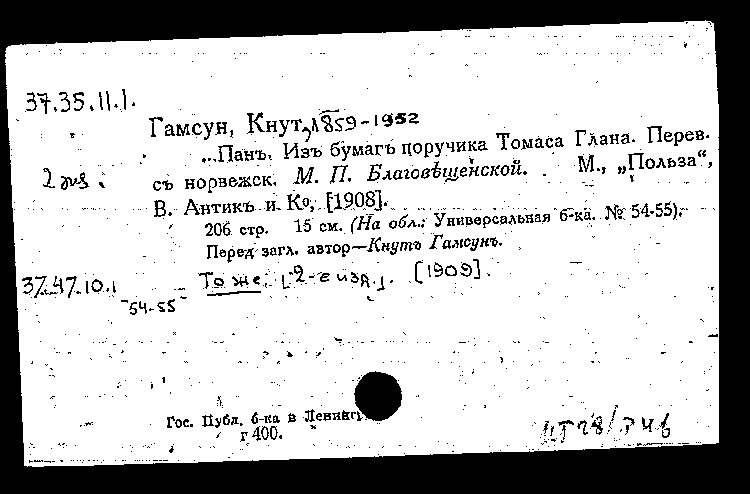 37.35.11.1.
Гамсун, Кнут, 1859-1952
...Панъ. Изъ бумагъ поручика Томаса Глана. Перев.
2 экз. съ норвежск. М. П. Благовѣщенской. М., „Польза“,
В. Антикъ и Ко, [1908].
206 стр. 15 см. (На обл.: Универсальная б-ка. № 54-55).
Перед загл. автор—Кнутъ Гамсунъ.
37.47.10.1 То же. [2-е изд.]. [1909].
54-55
Гос. Публ. б-ка в Ленингр
г 400.